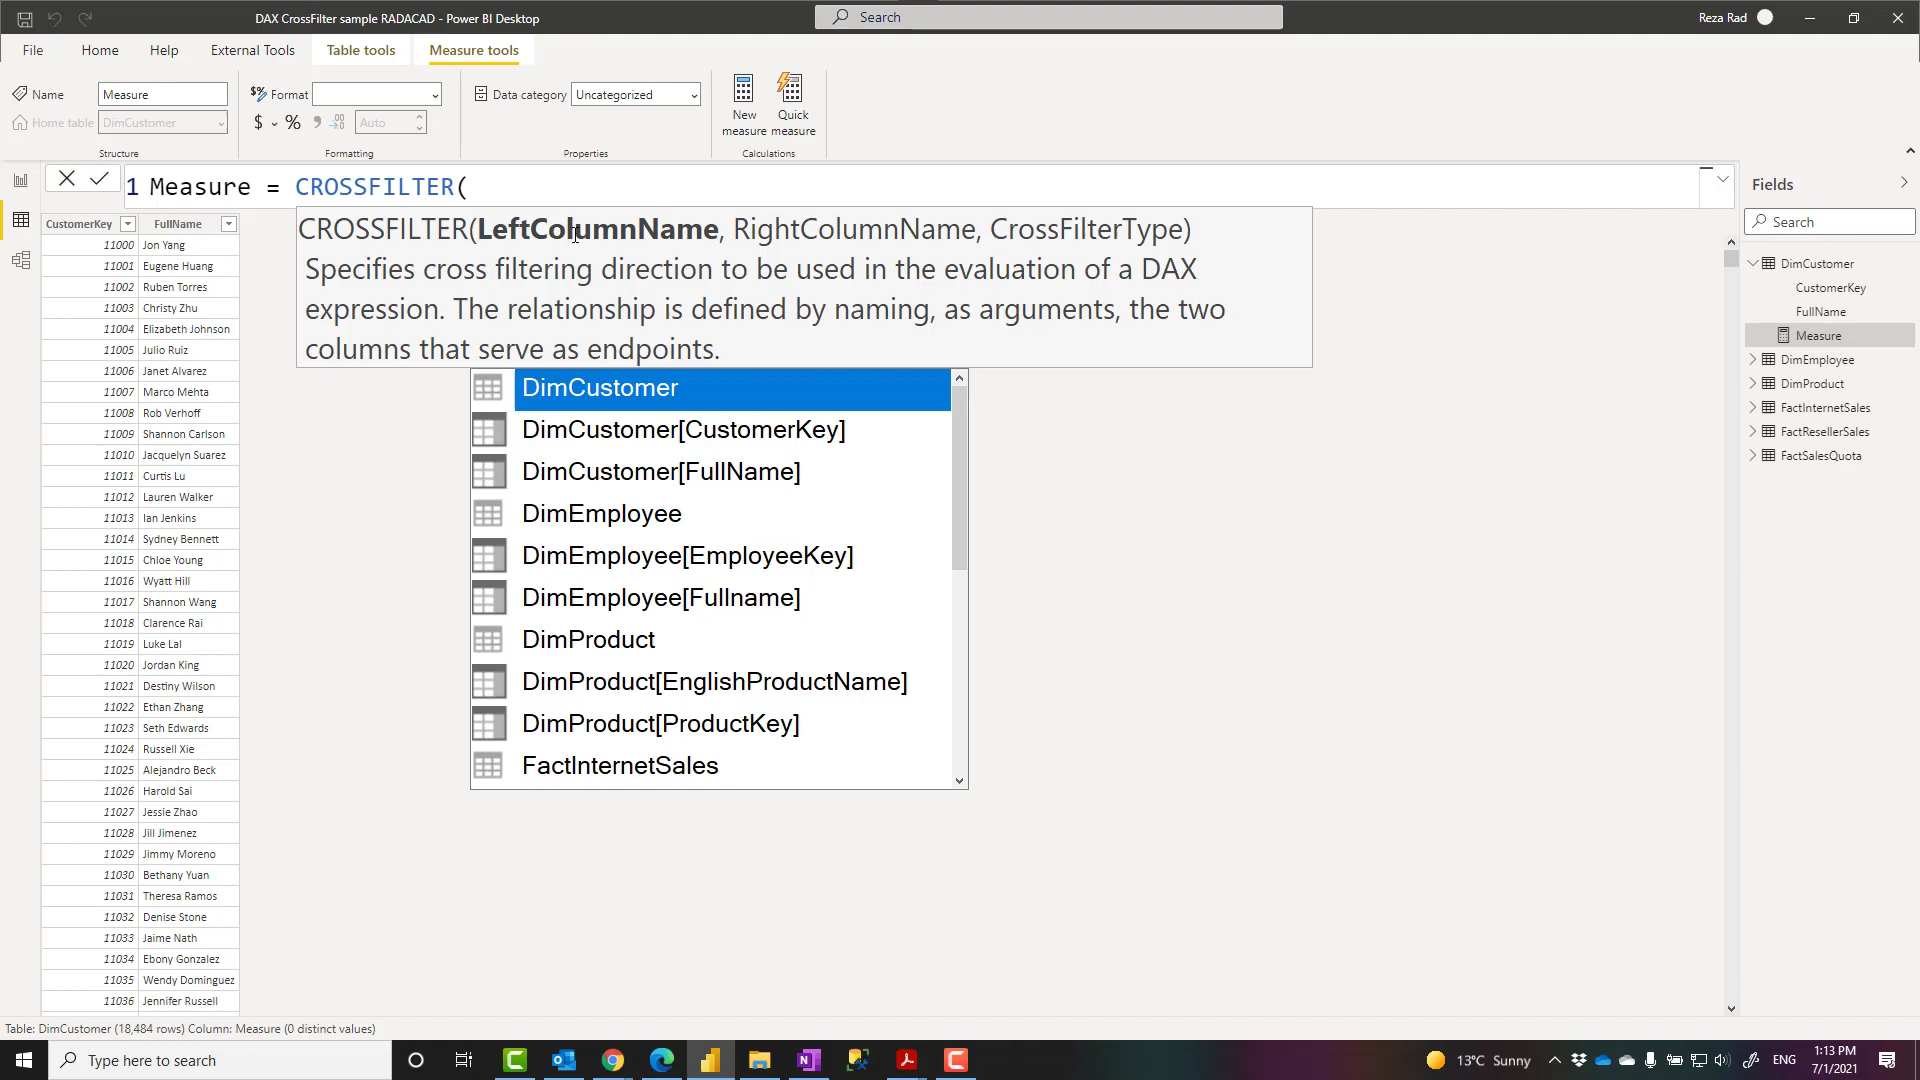 DAX CrossFilter sample RADACAD - Power BI Desktop
Search
Reza Rad
File
Home
Help
External Tools
Table tools
Measure tools
Name
Measure
Home table
DimCustomer
Structure
Format
$
%
Auto
Formatting
Data category
Uncategorized
Properties
New
measure
Quick
measure
Calculations
1 Measure = CROSSFILTER(
CROSSFILTER(LeftColumnName, RightColumnName, CrossFilterType)
Specifies cross filtering direction to be used in the evaluation of a DAX
expression. The relationship is defined by naming, as arguments, the two
columns that serve as endpoints.
DimCustomer
DimCustomer[CustomerKey]
DimCustomer[FullName]
DimEmployee
DimEmployee[EmployeeKey]
DimEmployee[Fullname]
DimProduct
DimProduct[EnglishProductName]
DimProduct[ProductKey]
FactInternetSales
CustomerKey FullName
11000 Jon Yang
11001 Eugene Huang
11002 Ruben Torres
11003 Christy Zhu
11004 Elizabeth Johnson
11005 Julio Ruiz
11006 Janet Alvarez
11007 Marco Mehta
11008 Rob Verhoff
11009 Shannon Carlson
11010 Jacquelyn Suarez
11011 Curtis Lu
11012 Lauren Walker
11013 Ian Jenkins
11014 Sydney Bennett
11015 Chloe Young
11016 Wyatt Hill
11017 Shannon Wang
11018 Clarence Rai
11019 Luke Lal
11020 Jordan King
11021 Destiny Wilson
11022 Ethan Zhang
11023 Seth Edwards
11024 Russell Xie
11025 Alejandro Beck
11026 Harold Sai
11027 Jessie Zhao
11028 Jill Jimenez
11029 Jimmy Moreno
11030 Bethany Yuan
11031 Theresa Ramos
11032 Denise Stone
11033 Jaime Nath
11034 Ebony Gonzalez
11035 Wendy Dominguez
11036 Jennifer Russell
Fields
Search
DimCustomer
CustomerKey
FullName
Measure
DimEmployee
DimProduct
FactInternetSales
FactResellerSales
FactSalesQuota
Table: DimCustomer (18,484 rows) Column: Measure (0 distinct values)
Type here to search
13°C Sunny
ENG
1:13 PM
7/1/2021